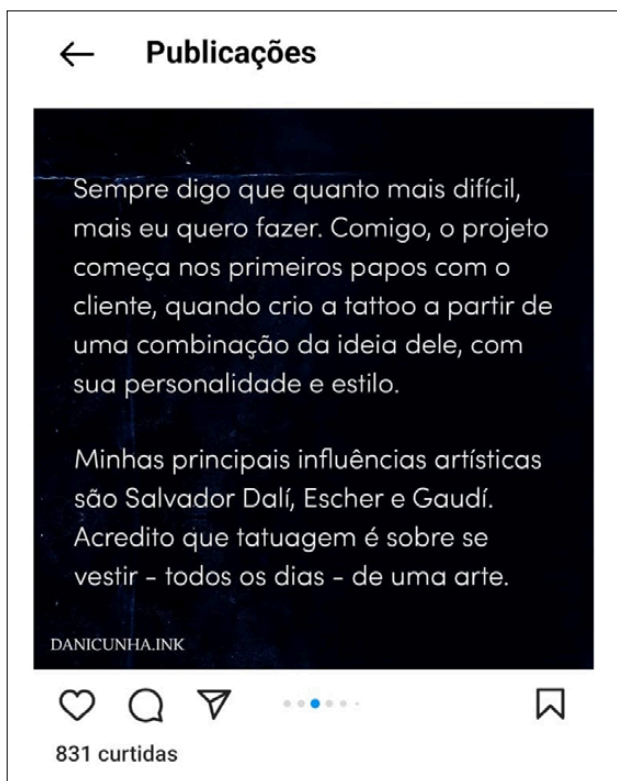 Publicações
Sempre digo que quanto mais difícil,
mais eu quero fazer. Comigo, o projeto
começa nos primeiros papos com o
cliente, quando crio a tattoo a partir de
uma combinação da ideia dele, com
sua personalidade e estilo.
Minhas principais influências artísticas
são Salvador Dalí, Escher e Gaudí.
Acredito que tatuagem é sobre se
vestir - todos os dias - de uma arte.
DANICUNHA.INK
831 curtidas